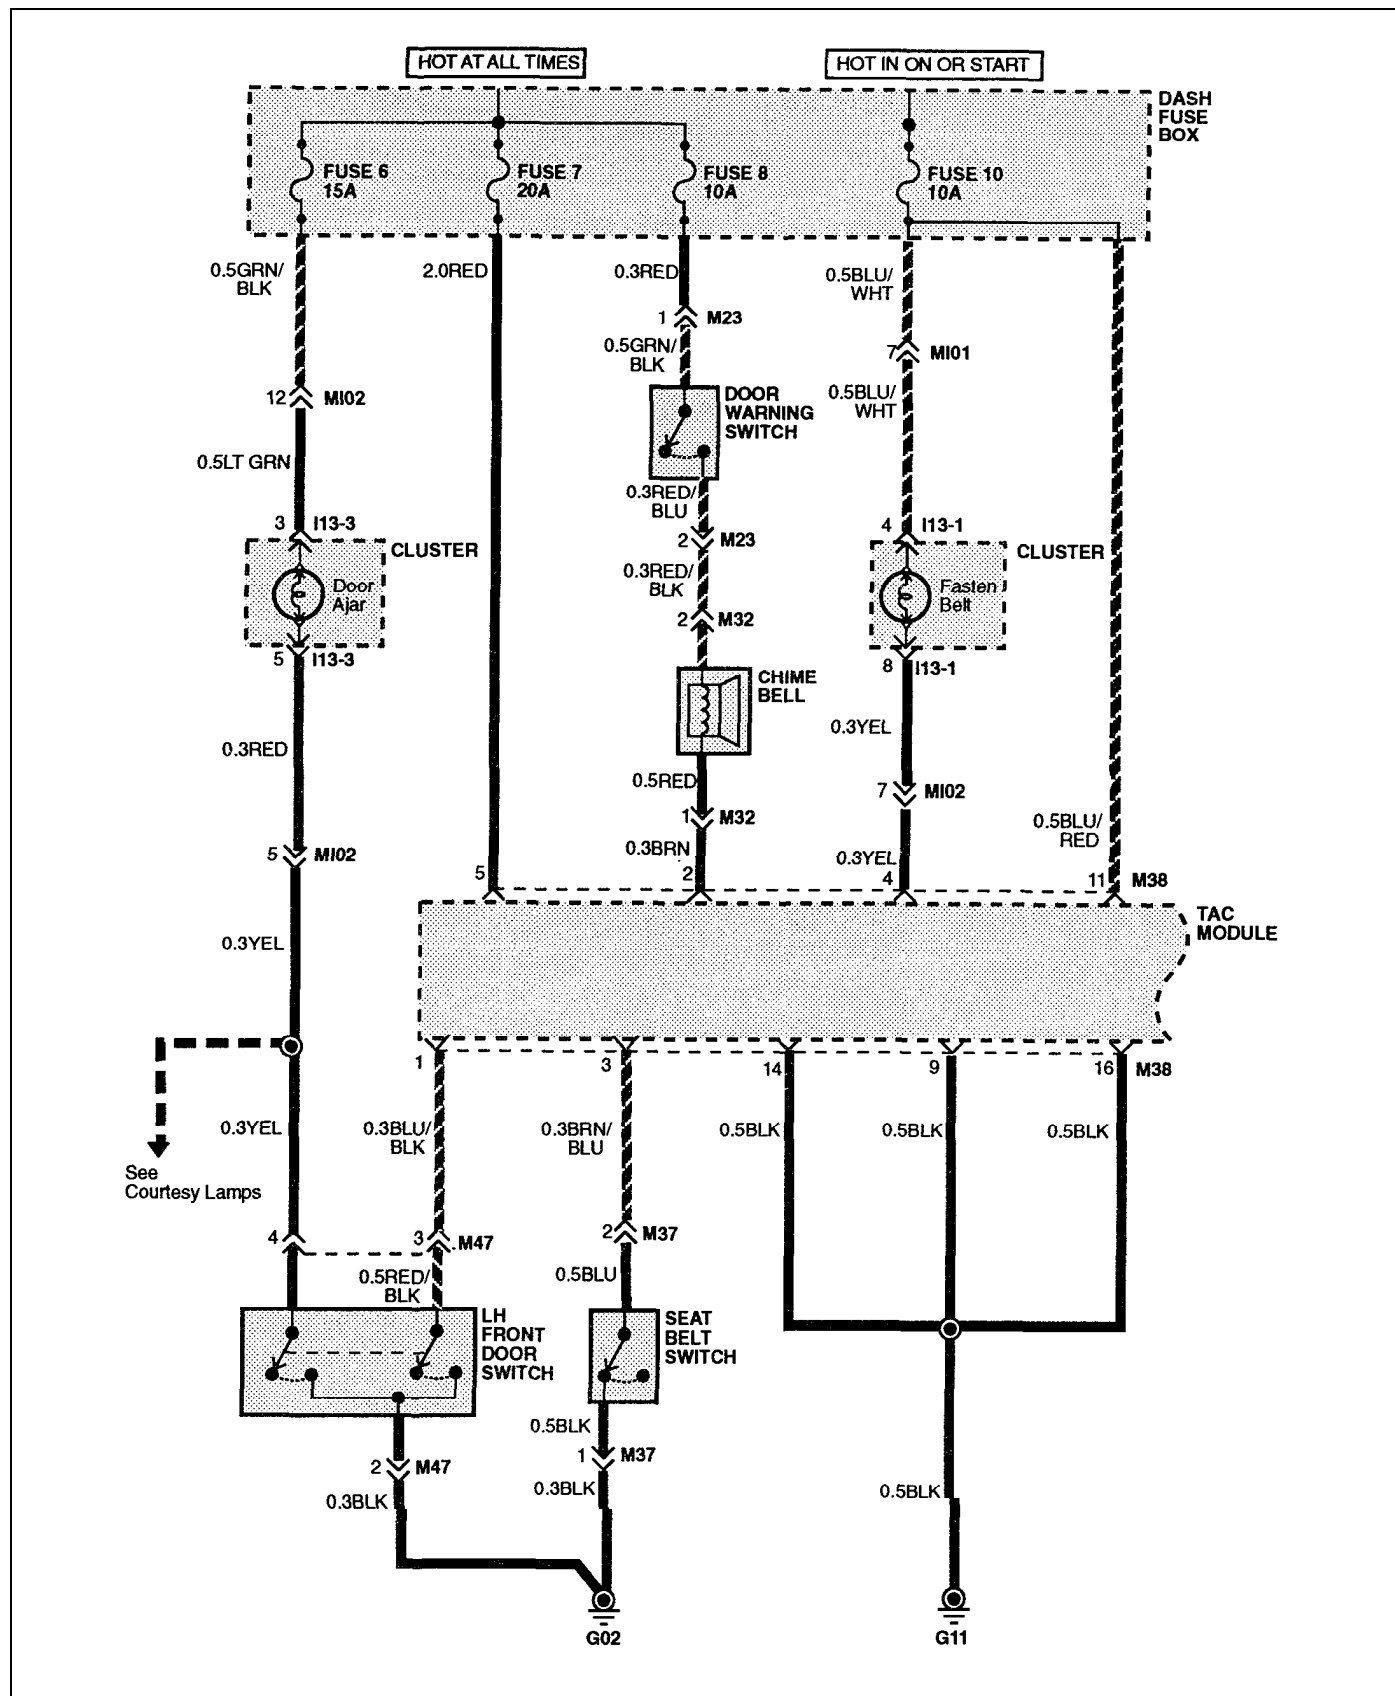 HOT AT ALL TIMES
HOT IN ON OR START
DASH
FUSE
BOX
FUSE 6
15A
FUSE 7
20A
FUSE 8
10A
FUSE 10
10A
0.5GRN/
BLK
2.0RED
0.3RED
0.5BLU/
WHT
1
M23
0.5GRN/
BLK
7
MI01
12
MI02
DOOR
WARNING
SWITCH
0.5BLU/
WHT
0.5LT GRN
0.3RED/
BLU
3
I13-3
2
M23
4
I13-1
CLUSTER
CLUSTER
Door
Ajar
0.3RED/
BLK
Fasten
Belt
2
M32
5
I13-3
8
I13-1
CHIME
BELL
0.3RED
0.3YEL
0.5RED
7
MI02
1
M32
0.5BLU/
RED
5
MI02
0.3BRN
0.3YEL
5
2
4
11
M38
TAC
MODULE
0.3YEL
1
3
14
9
16
M38
0.3YEL
0.3BLU/
BLK
0.3BRN/
BLU
0.5BLK
0.5BLK
0.5BLK
See
Courtesy Lamps
4
3
M47
2
M37
0.5RED/
BLK
0.5BLU
LH
FRONT
DOOR
SWITCH
SEAT
BELT
SWITCH
0.5BLK
2
M47
1
M37
0.3BLK
0.3BLK
0.5BLK
G02
G11